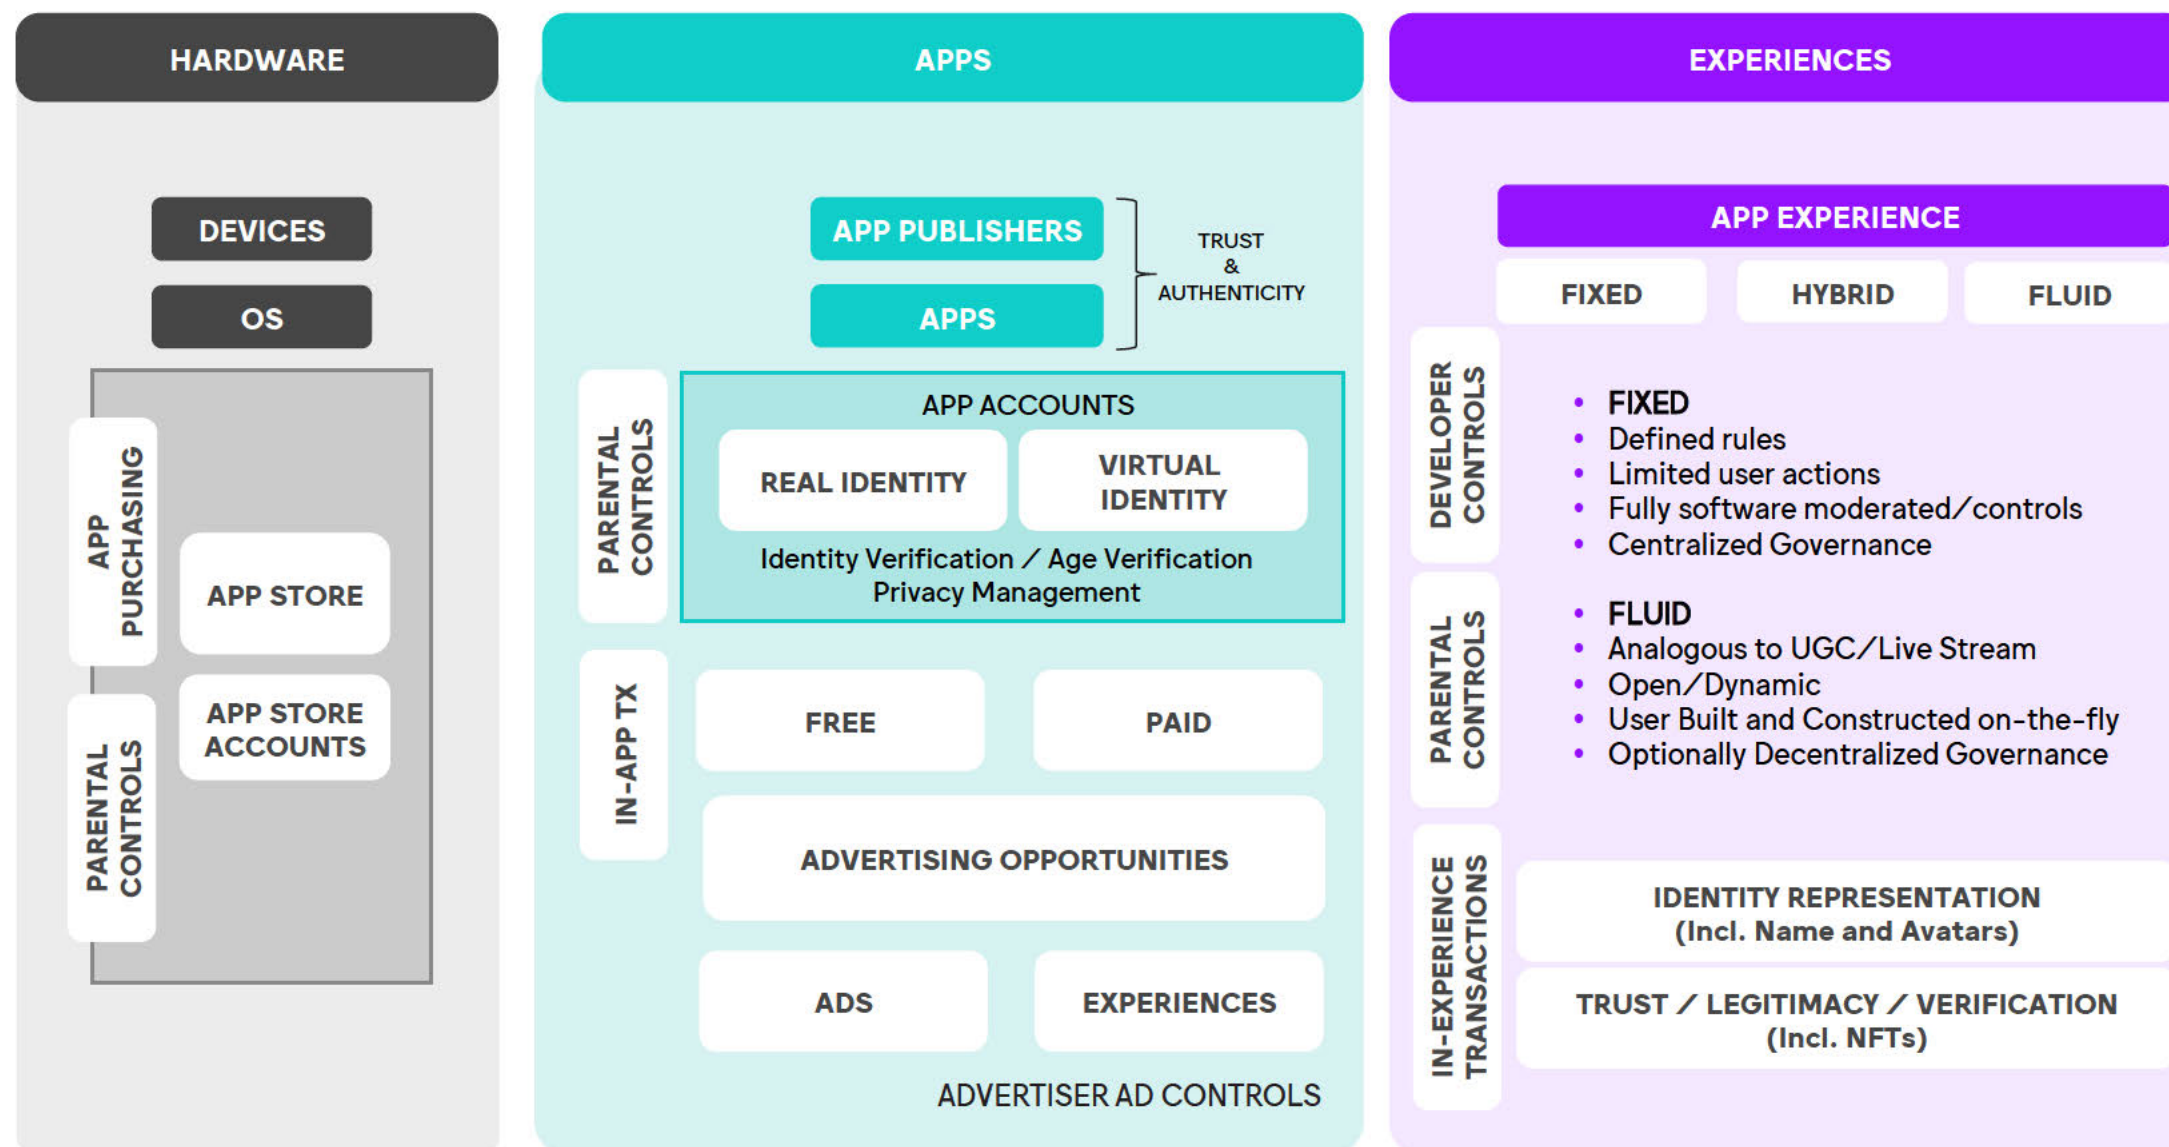 HARDWARE
DEVICES
OS
APP
PURCHASING
APP STORE
PARENTAL
CONTROLS
APP STORE
ACCOUNTS
APPS
APP PUBLISHERS
APPS
TRUST
&
AUTHENTICITY
PARENTAL
CONTROLS
APP ACCOUNTS
REAL IDENTITY
VIRTUAL
IDENTITY
Identity Verification / Age Verification
Privacy Management
IN-APP TX
FREE
PAID
ADVERTISING OPPORTUNITIES
ADS
EXPERIENCES
ADVERTISER AD CONTROLS
EXPERIENCES
APP EXPERIENCE
FIXED
HYBRID
FLUID
DEVELOPER
CONTROLS
• FIXED
• Defined rules
• Limited user actions
• Fully software moderated/controls
• Centralized Governance
PARENTAL
CONTROLS
• FLUID
• Analogous to UGC/Live Stream
• Open/Dynamic
• User Built and Constructed on-the-fly
• Optionally Decentralized Governance
IN-EXPERIENCE
TRANSACTIONS
IDENTITY REPRESENTATION
(Incl. Name and Avatars)
TRUST / LEGITIMACY / VERIFICATION
(Incl. NFTs)